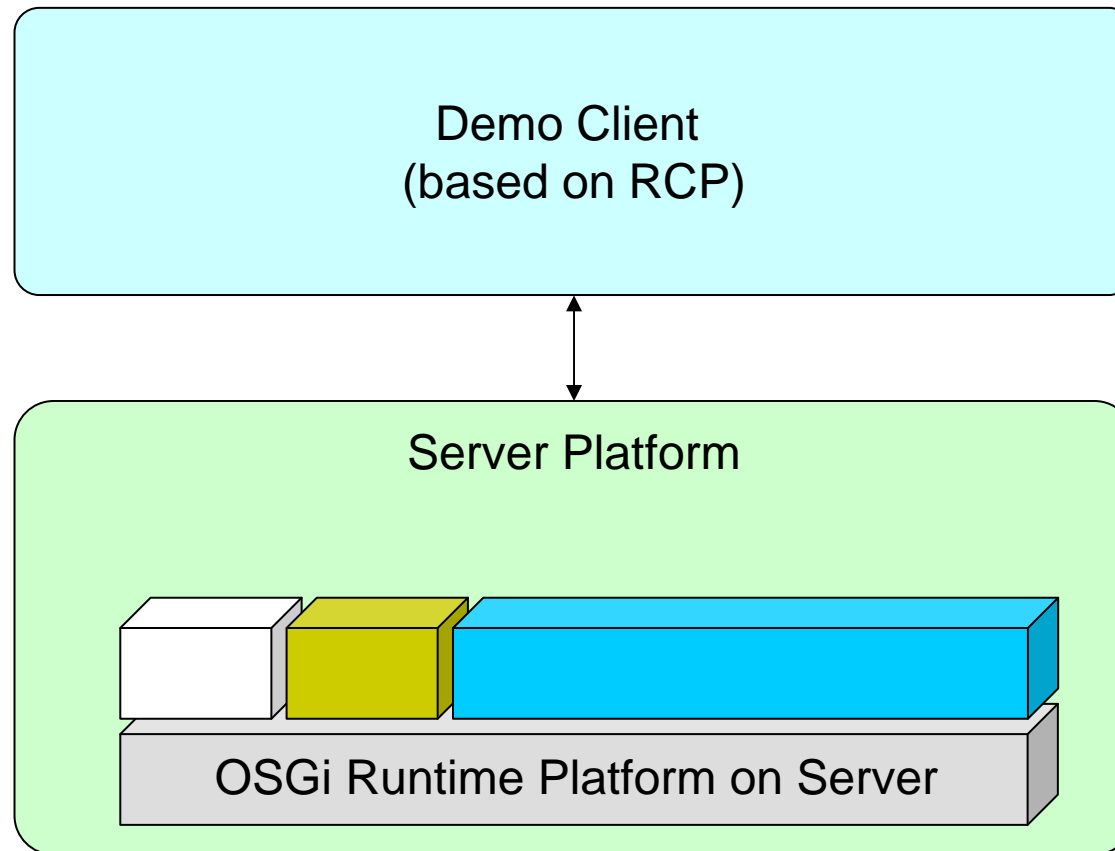 Demo Client
(based on RCP)
Server Platform
OSGi Runtime Platform on Server